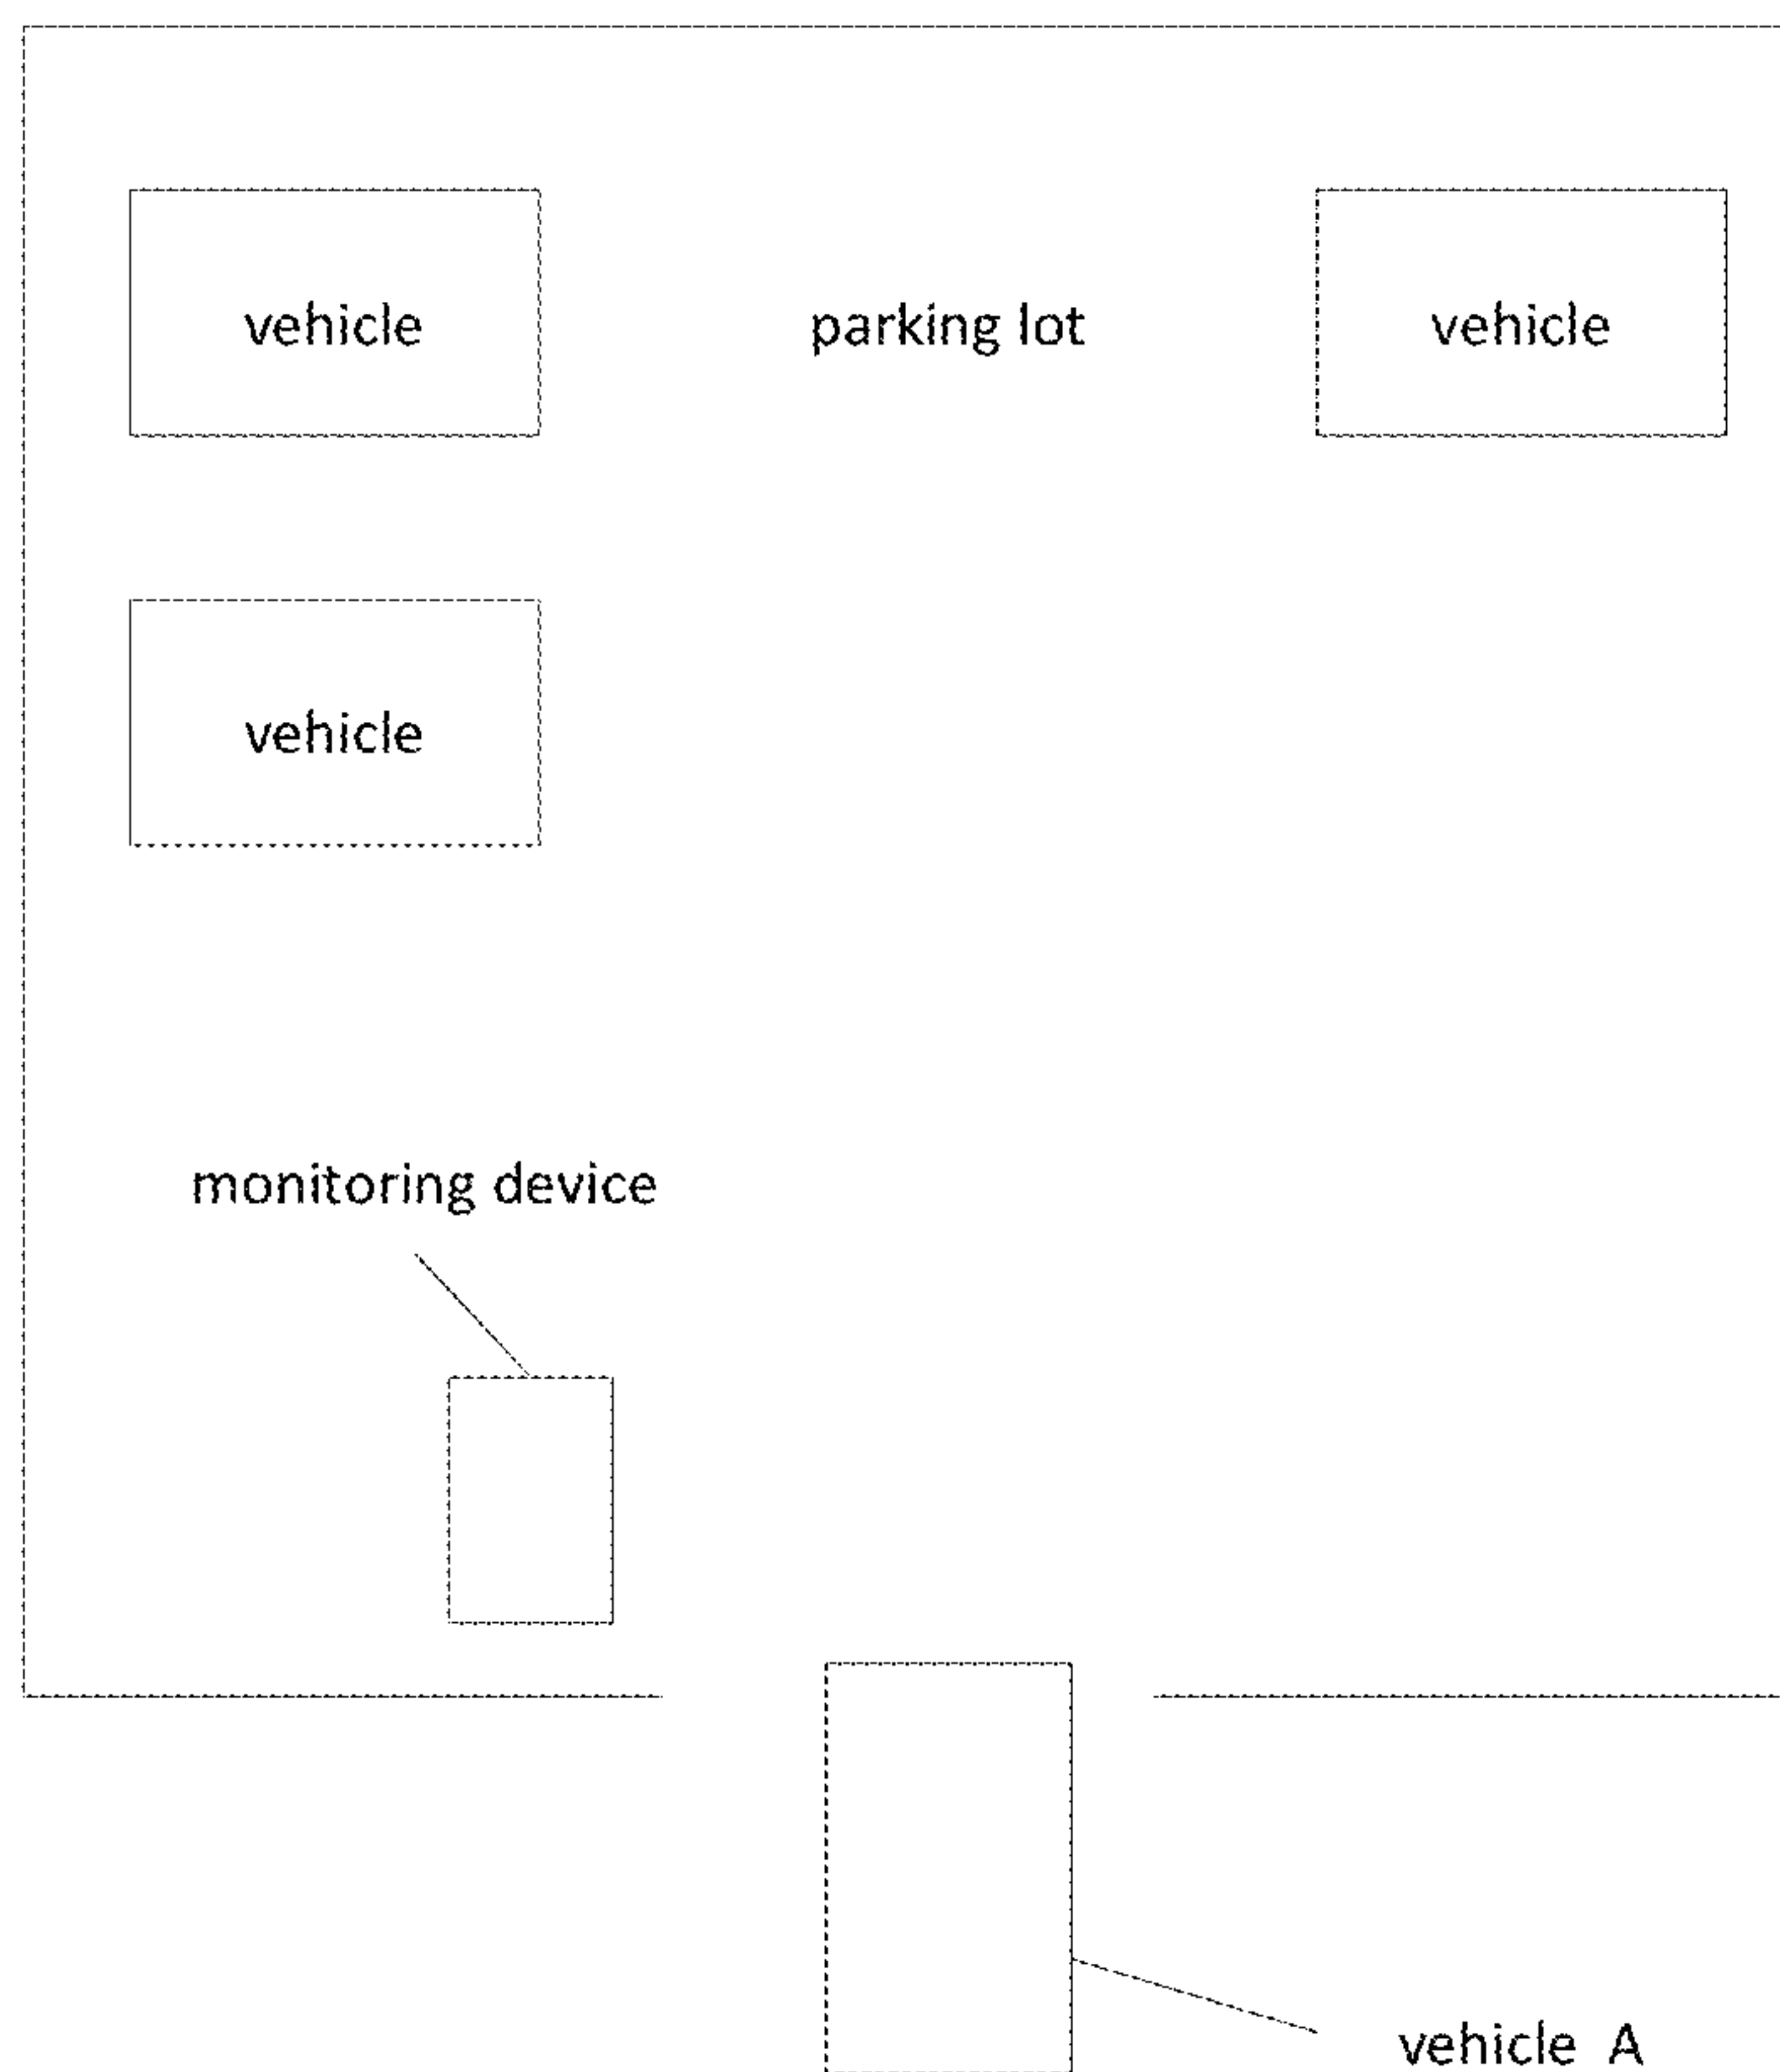 vehicle
parking lot
vehicle
vehicle
monitoring device
vehicle A